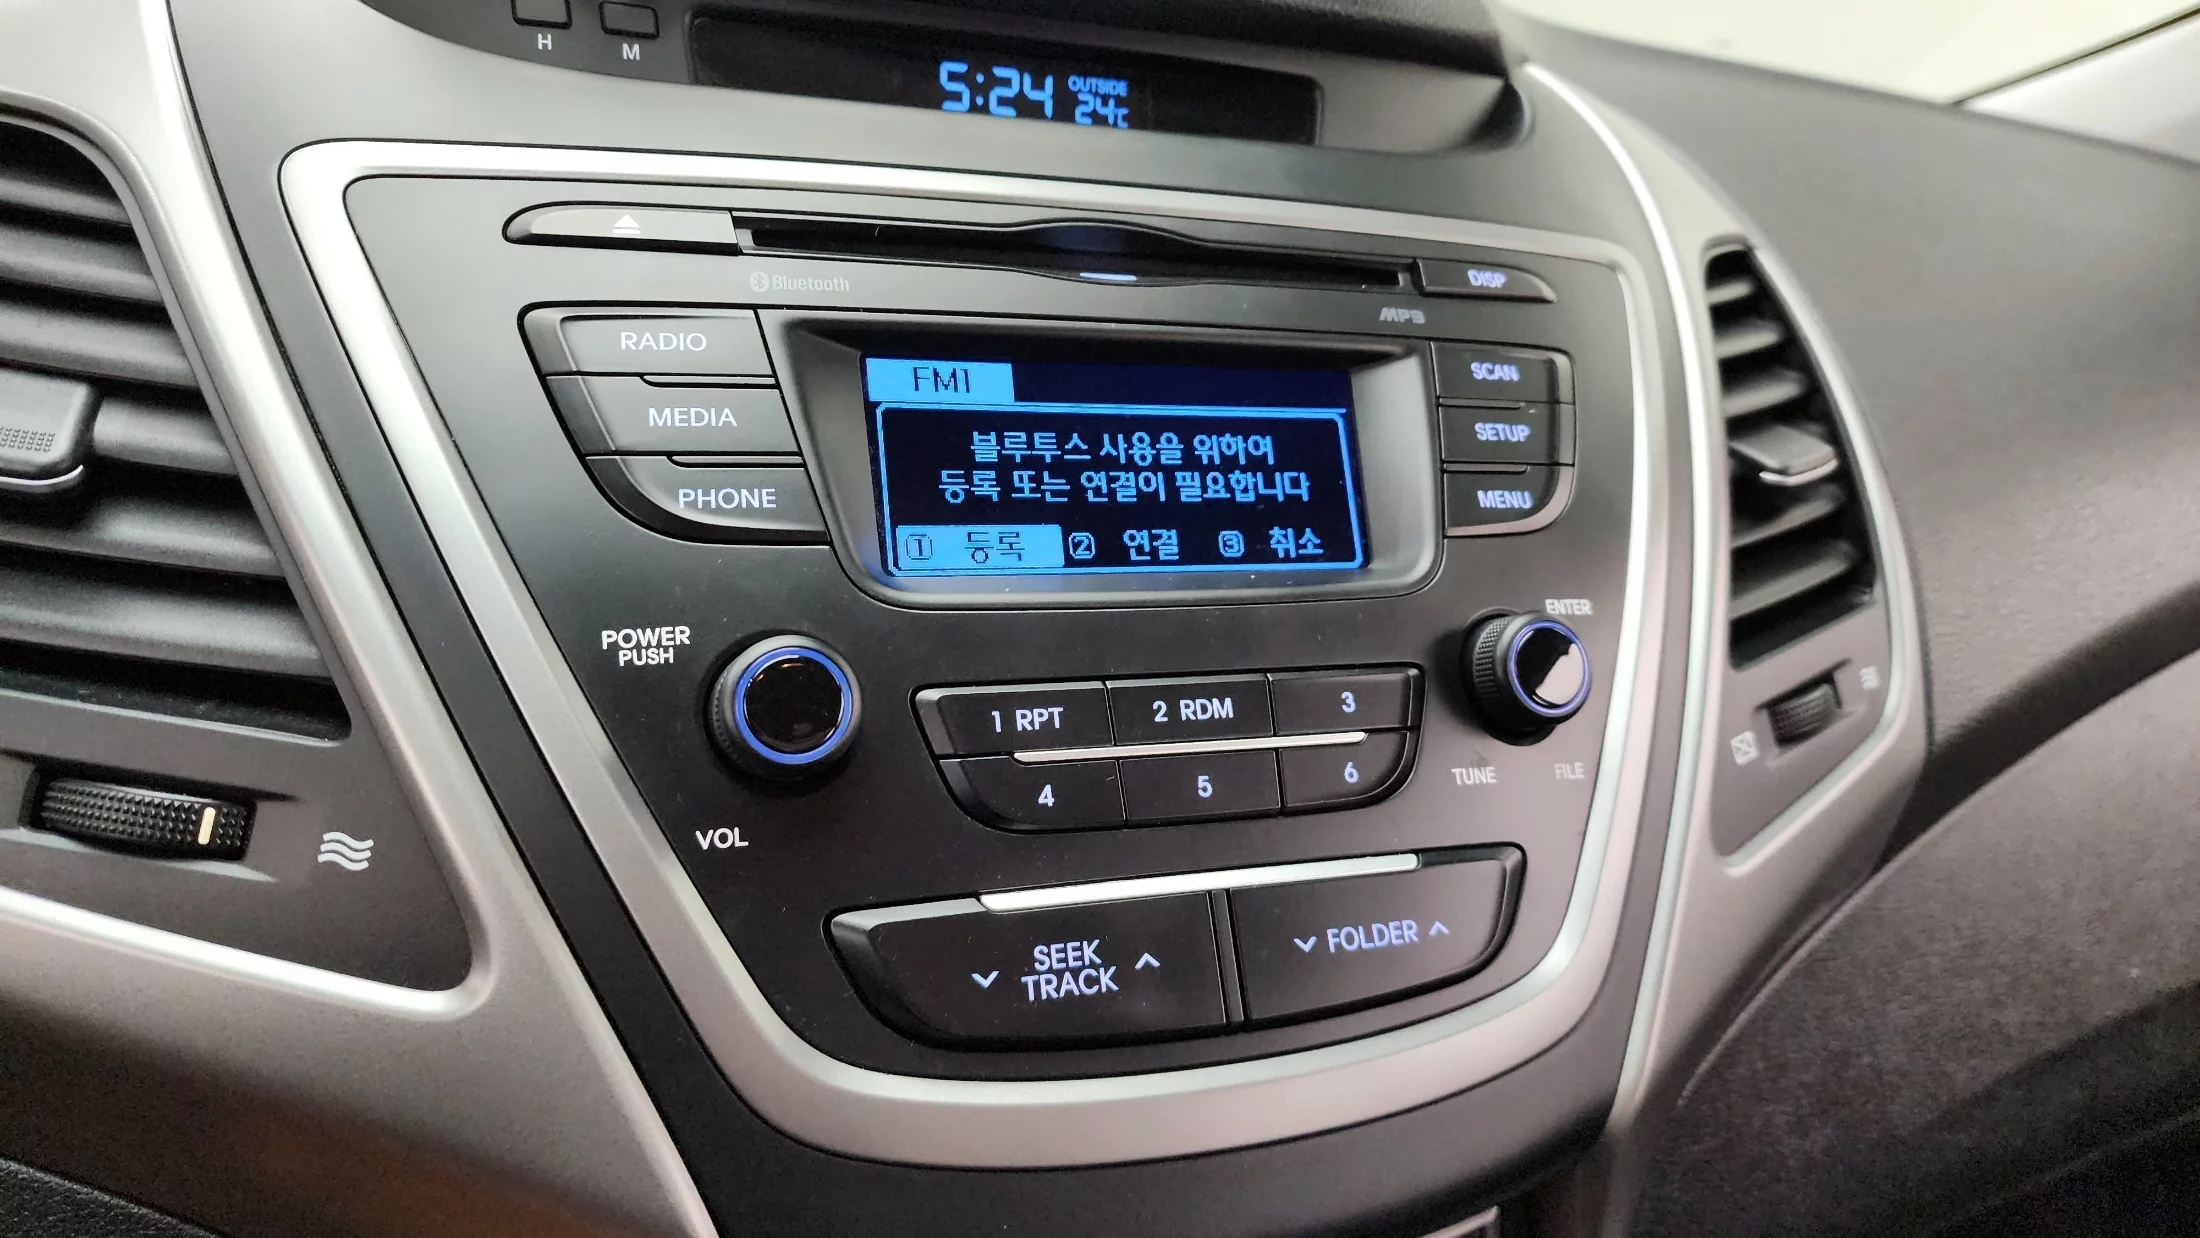 H
M
5:24 OUTSIDE 24℃
Bluetooth
DISP
MP3
RADIO
MEDIA
PHONE
FM1
블루투스 사용을 위하여
등록 또는 연결이 필요합니다
1 등록 2 연결 3 취소
SCAN
SETUP
MENU
POWER
PUSH
VOL
ENTER
TUNE
FILE
1 RPT
2 RDM
3
4
5
6
SEEK
TRACK
FOLDER